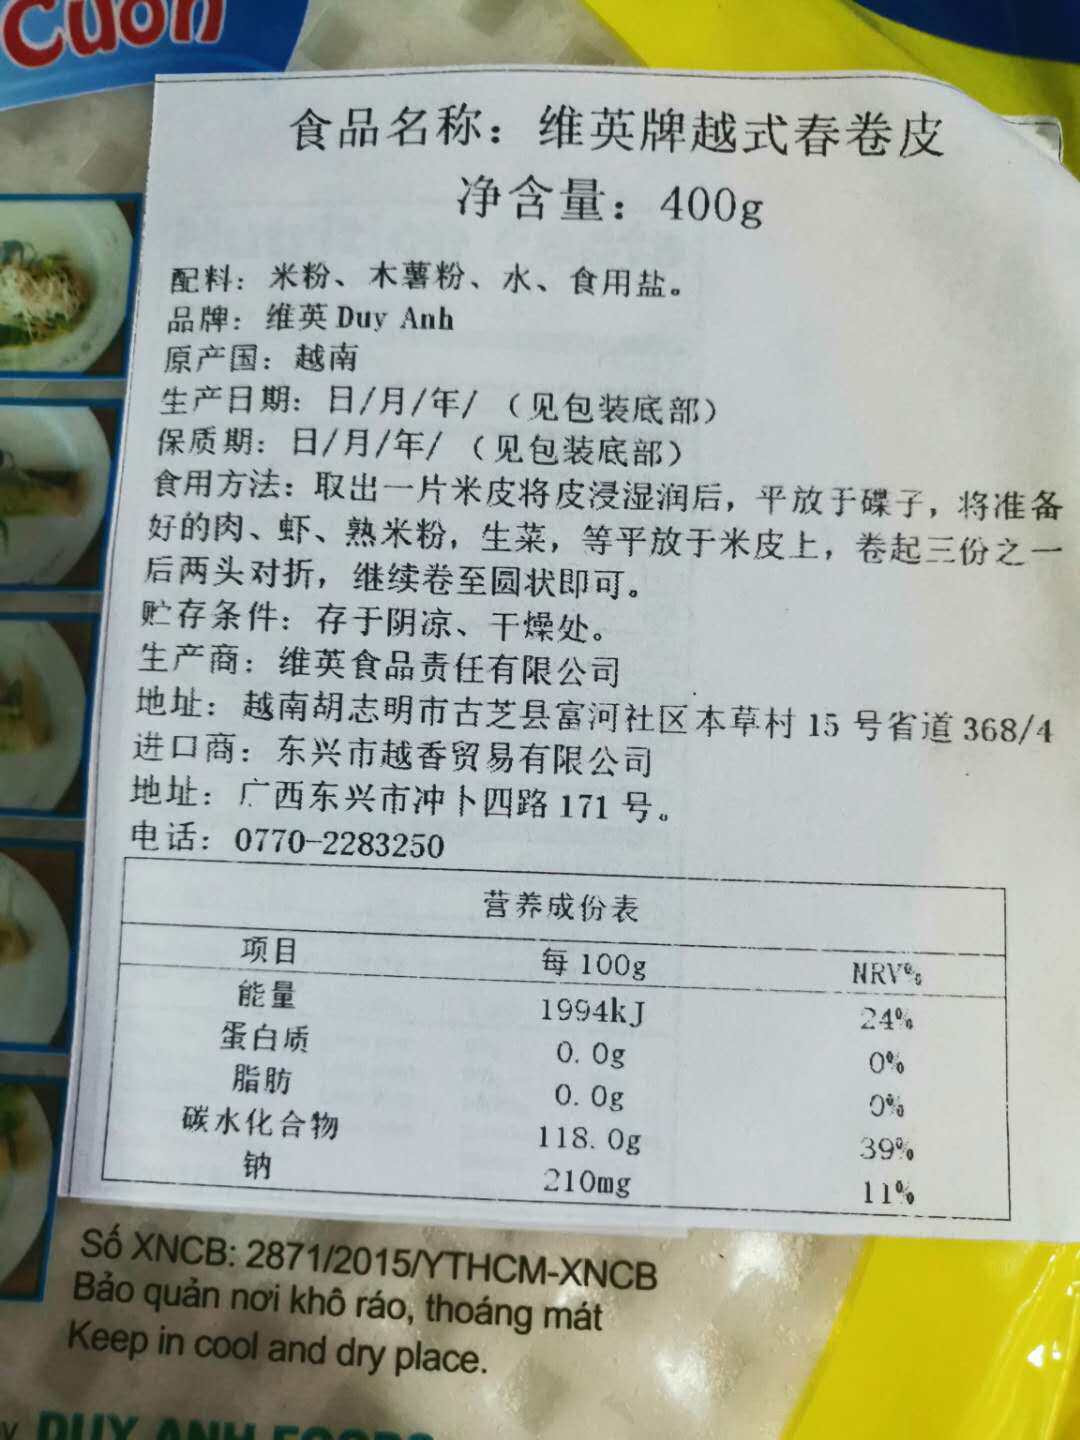 Cuốn
食品名称：维英牌越式春卷皮
净含量：400g
配料：米粉、木薯粉、水、食用盐。
品牌：维英 Duy Anh
原产国：越南
生产日期：日/月/年/（见包装底部）
保质期：日/月/年/（见包装底部）
食用方法：取出一片米皮将皮浸湿润后，平放于碟子，将准备
好的肉、虾、熟米粉，生菜，等平放于米皮上，卷起三份之一
后两头对折，继续卷至圆状即可。
贮存条件：存于阴凉、干燥处。
生产商：维英食品责任有限公司
地址：越南胡志明市古芝县富河社区本草村 15 号省道 368/4
进口商：东兴市越香贸易有限公司
地址：广西东兴市冲卜四路 171 号。
电话：0770-2283250
营养成份表
项目 每 100g NRV%
能量 1994kJ 24%
蛋白质 0.0g 0%
脂肪 0.0g 0%
碳水化合物 118.0g 39%
钠 210mg 11%
Số XNCB: 2871/2015/YTHCM-XNCB
Bảo quản nơi khô ráo, thoáng mát
Keep in cool and dry place.
DUY ANH FOODS